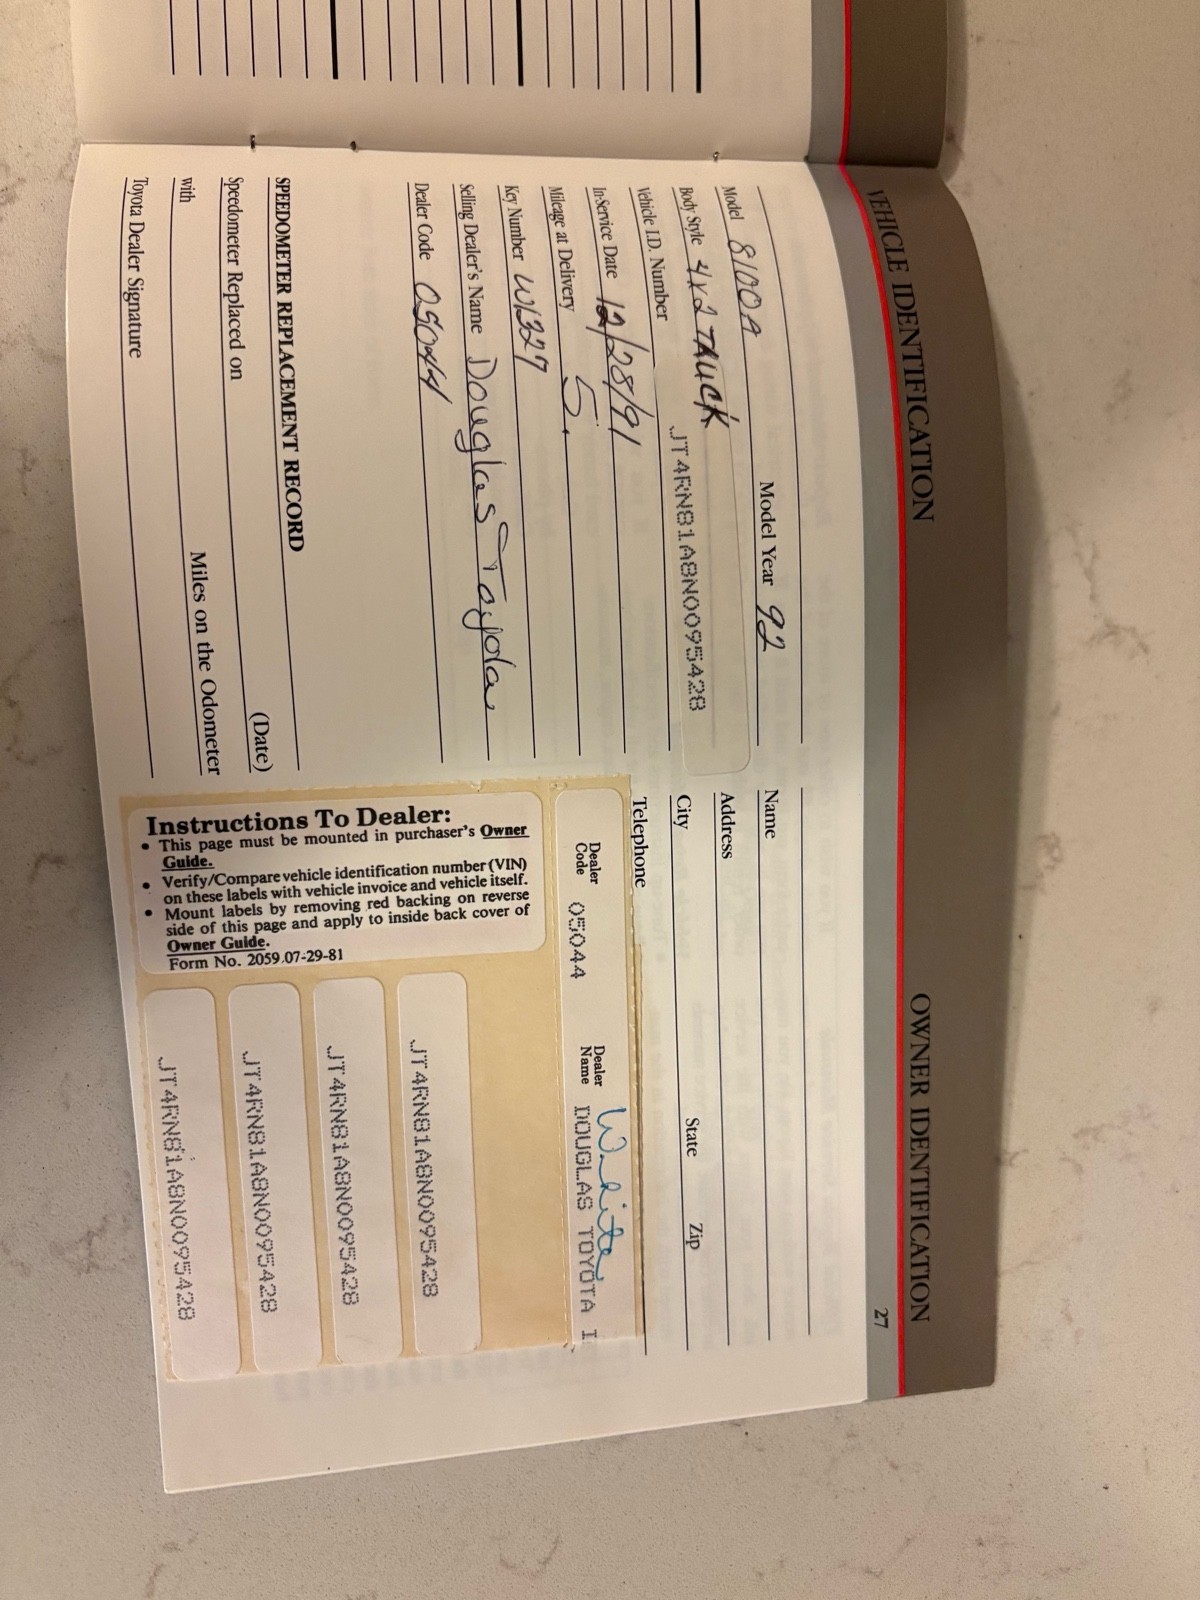 VEHICLE IDENTIFICATION
Model 8100A Model Year 92
Body Style 4x2 TRUCK
Vehicle I.D. Number JT4RN81A8N0095428
In-Service Date 12/28/91
Mileage at Delivery 5.
Key Number W1327
Selling Dealer's Name Douglas Toyota
Dealer Code 05044
SPEEDOMETER REPLACEMENT RECORD
Speedometer Replaced on (Date)
with Miles on the Odometer
Toyota Dealer Signature
OWNER IDENTIFICATION
27
Name
Address
City State Zip
Telephone
White
Dealer Code 05044 Dealer Name DOUGLAS TOYOTA I
Instructions To Dealer:
• This page must be mounted in purchaser's Owner
Guide.
• Verify/Compare vehicle identification number (VIN)
on these labels with vehicle invoice and vehicle itself.
• Mount labels by removing red backing on reverse
side of this page and apply to inside back cover of
Owner Guide.
Form No. 2059.07-29-81
JT4RN81A8N0095428
JT4RN81A8N0095428
JT4RN81A8N0095428
JT4RN81A8N0095428